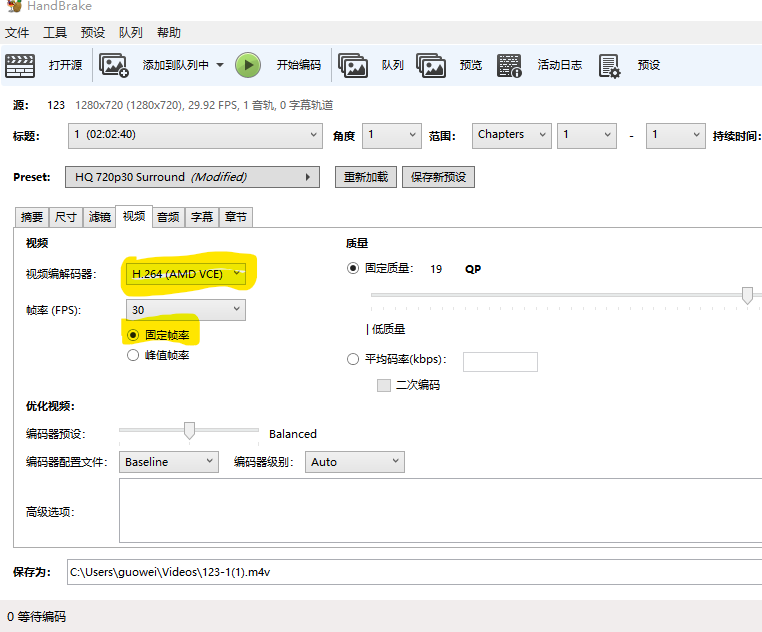 HandBrake
文件 工具 预设 队列 帮助
打开源 添加到队列中 开始编码 队列 预览 活动日志 预设
源: 123 1280x720 (1280x720), 29.92 FPS, 1 音轨, 0 字幕轨道
标题: 1 (02:02:40) 角度 1 范围: Chapters 1 - 1 持续时间:
Preset: HQ 720p30 Surround (Modified) 重新加载 保存新预设
摘要 尺寸 滤镜 视频 音频 字幕 章节
视频 质量
视频编解码器: H.264 (AMD VCE) 固定质量: 19 QP
帧率 (FPS): 30
固定帧率 | 低质量
峰值帧率 平均码率(kbps):
二次编码
优化视频:
编码器预设: Balanced
编码器配置文件: Baseline 编码器级别: Auto
高级选项:
保存为: C:\Users\guowei\Videos\123-1(1).m4v
0 等待编码